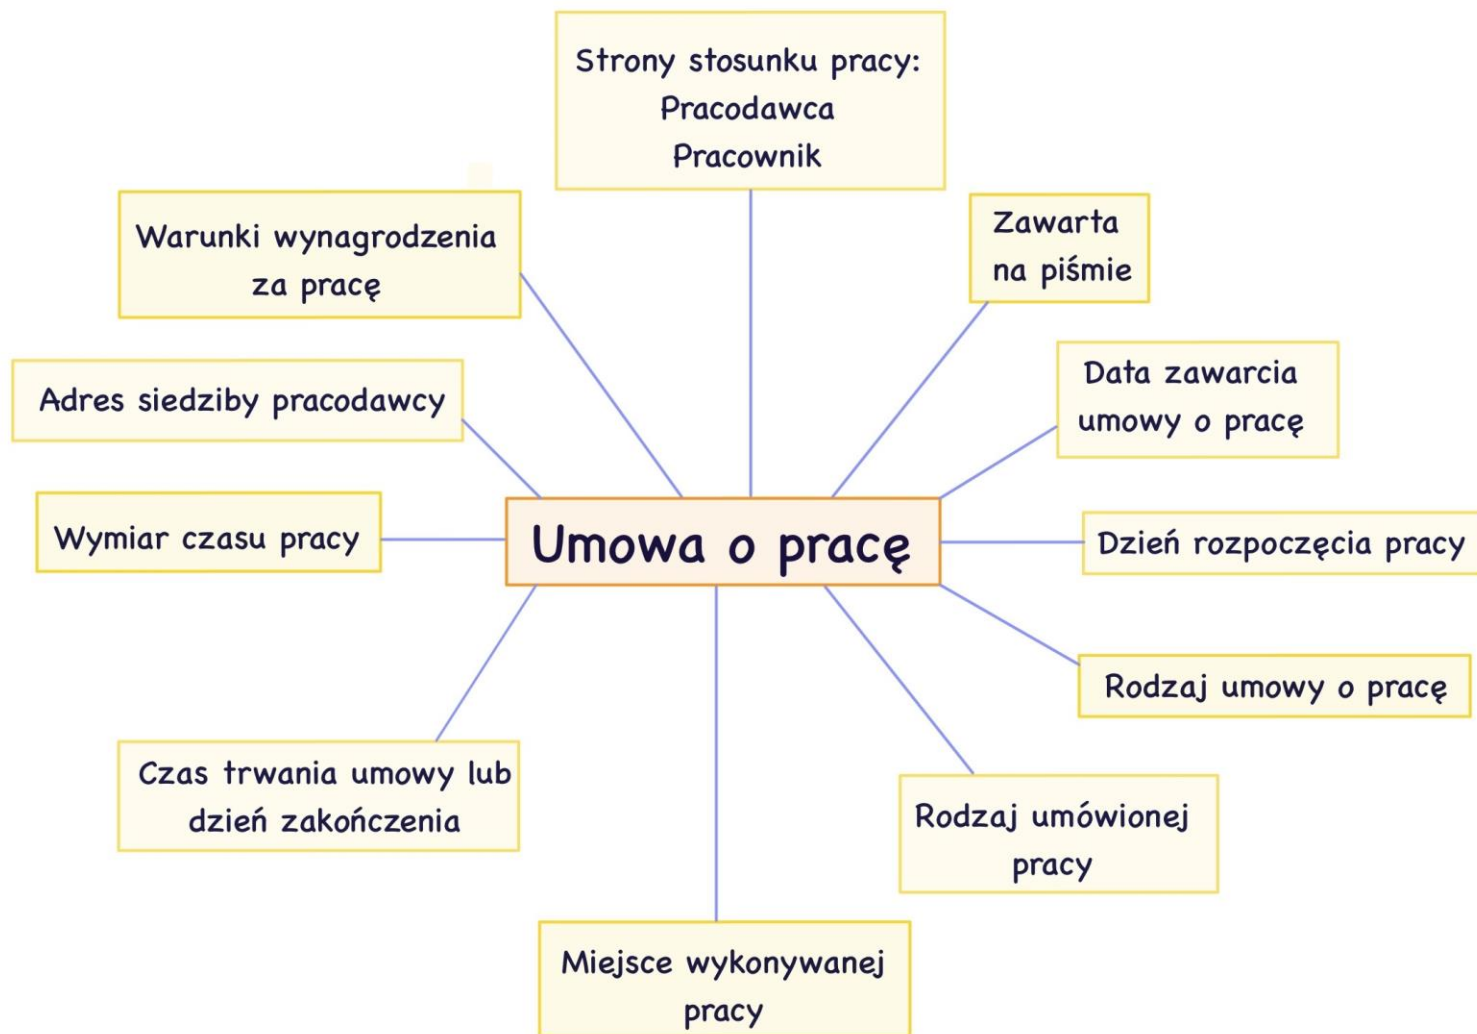 Strony stosunku pracy:
Pracodawca
Pracownik
Warunki wynagrodzenia
za pracę
Zawarta
na piśmie
Adres siedziby pracodawcy
Data zawarcia
umowy o pracę
Wymiar czasu pracy
Umowa o pracę
Dzień rozpoczęcia pracy
Rodzaj umowy o pracę
Czas trwania umowy lub
dzień zakończenia
Rodzaj umówionej
pracy
Miejsce wykonywanej
pracy